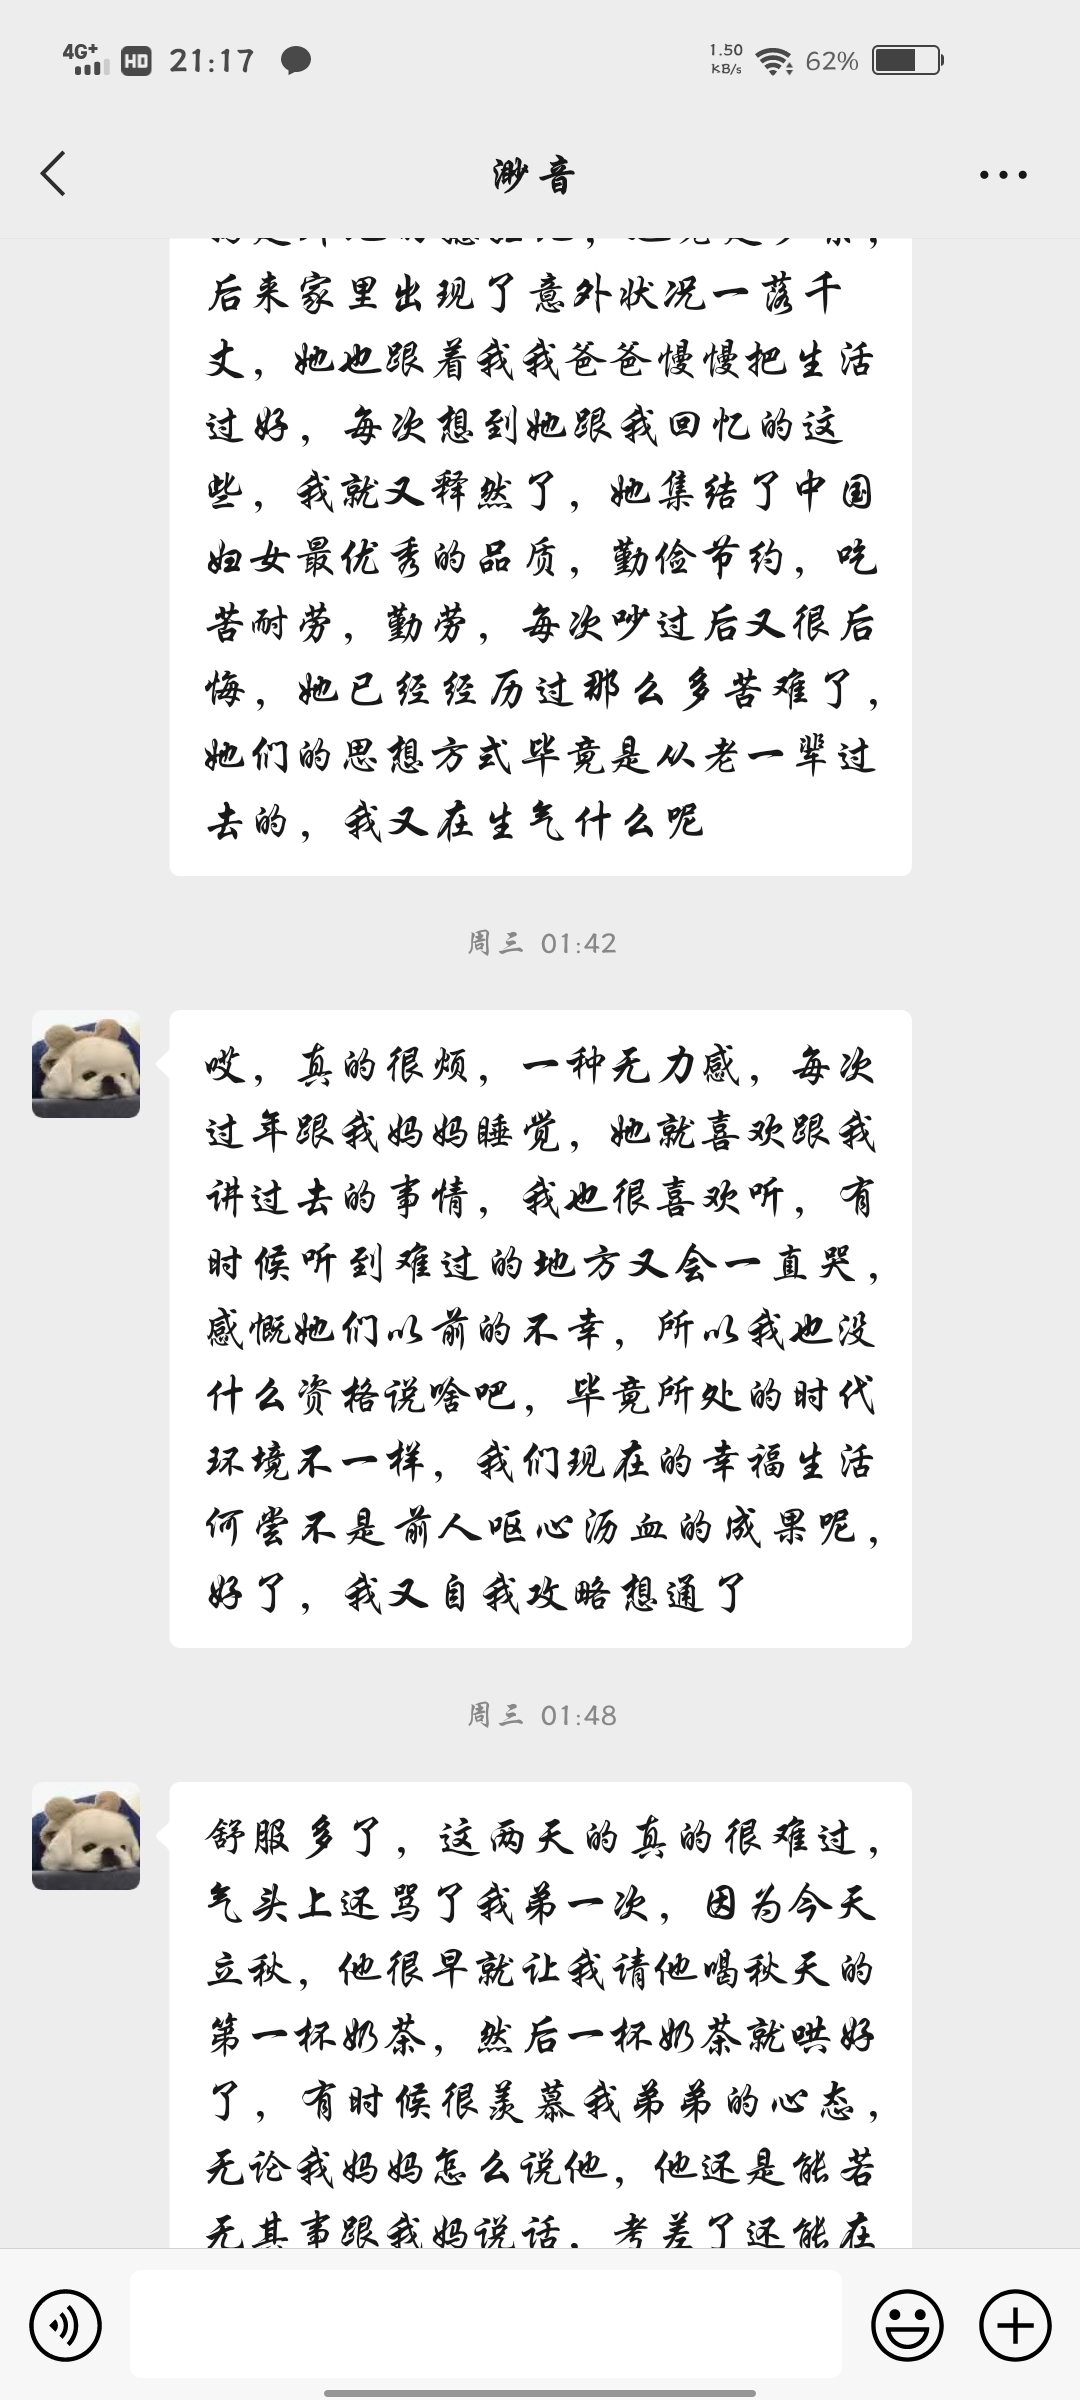 4G+ HD 21:17 1.50 KB/s 62%
渺音
后来家里出现了意外状况一落千
丈，她也跟着我我爸爸慢慢把生活
过好，每次想到她跟我回忆的这
些，我就又释然了，她集结了中国
妇女最优秀的品质，勤俭节约，吃
苦耐劳，勤劳，每次吵过后又很后
悔，她已经经历过那么多苦难了，
她们的思想方式毕竟是从老一辈过
去的，我又在生气什么呢
周三 01:42
哎，真的很烦，一种无力感，每次
过年跟我妈妈睡觉，她就喜欢跟我
讲过去的事情，我也很喜欢听，有
时候听到难过的地方又会一直哭，
感慨她们以前的不幸，所以我也没
什么资格说啥吧，毕竟所处的时代
环境不一样，我们现在的幸福生活
何尝不是前人呕心沥血的成果呢，
好了，我又自我攻略想通了
周三 01:48
舒服多了，这两天的真的很难过，
气头上还骂了我弟一次，因为今天
立秋，他很早就让我请他喝秋天的
第一杯奶茶，然后一杯奶茶就哄好
了，有时候很羡慕我弟弟的心态，
无论我妈妈怎么说他，他还是能若
无其事跟我妈说话，考差了还能在